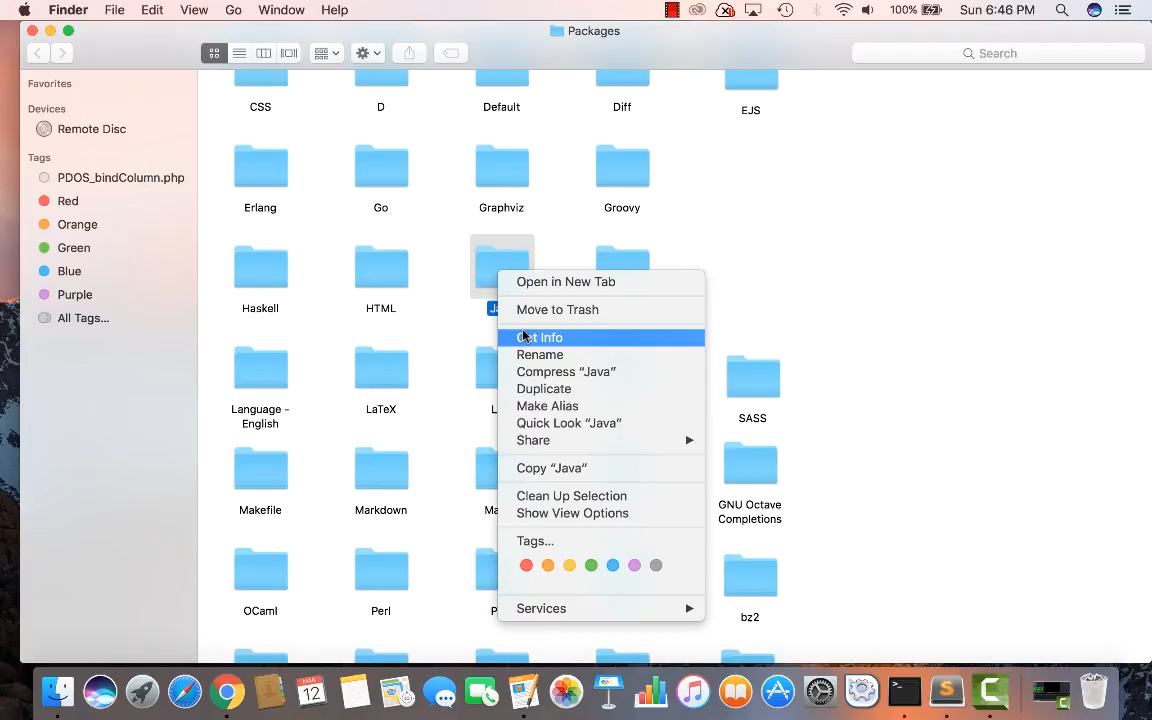 Finder File Edit View Go Window Help 100% Sun 6:46 PM
Packages
Search
Favorites
Devices
Remote Disc
Tags
PDOS_bindColumn.php
Red
Orange
Green
Blue
Purple
All Tags...
CSS D Default Diff EJS
Erlang Go Graphviz Groovy
Haskell HTML
Language - English LaTeX SASS
Makefile Markdown GNU Octave Completions
OCaml Perl bz2
Open in New Tab
Move to Trash
Get Info
Rename
Compress “Java”
Duplicate
Make Alias
Quick Look “Java”
Share
Copy “Java”
Clean Up Selection
Show View Options
Tags...
Services
MAR
12